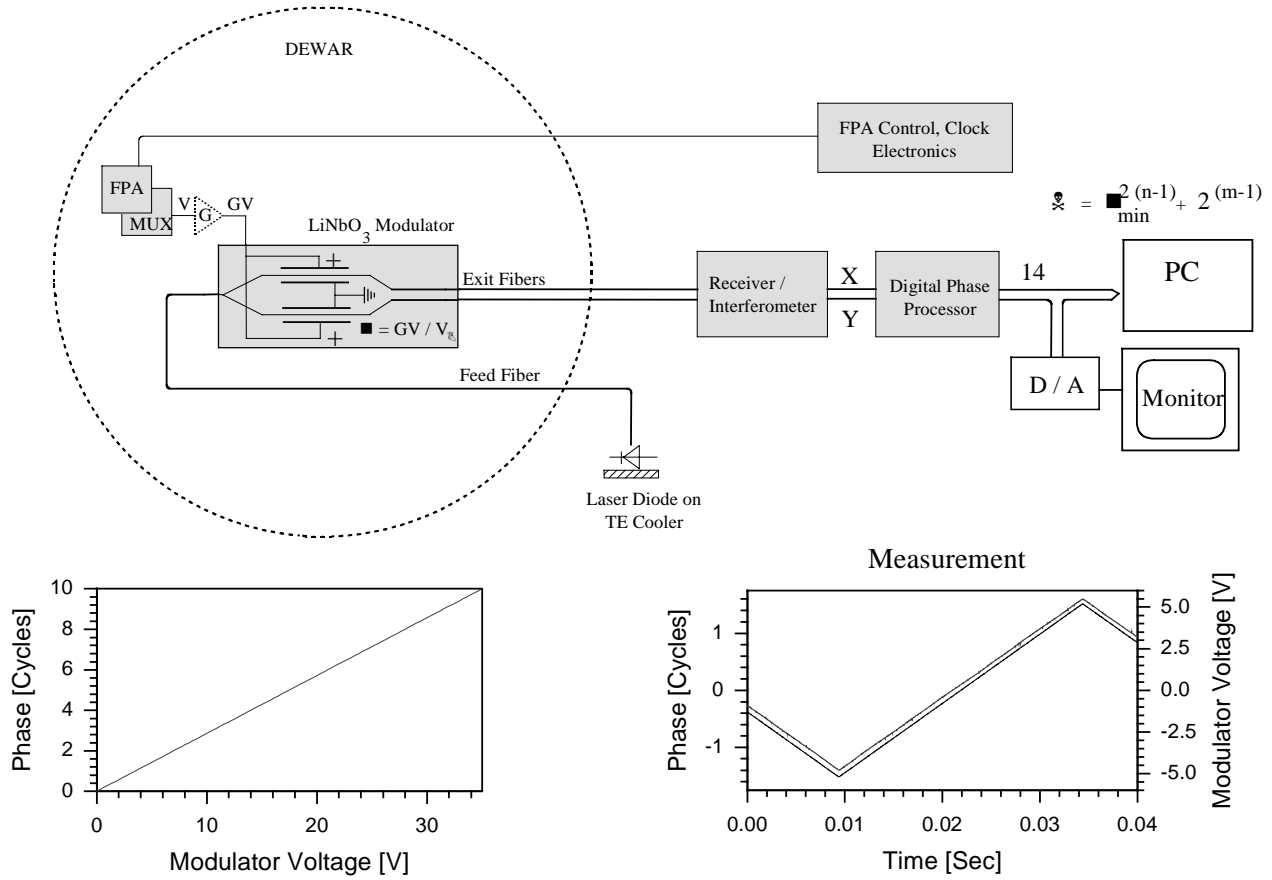 DEWAR
FPA Control, Clock
Electronics
FPA
MUX
V
G
GV
LiNbO3 Modulator
+
+
■ = GV / V
Exit Fibers
Feed Fiber
Laser Diode on
TE Cooler
Receiver /
Interferometer
X
Y
Digital Phase
Processor
14
☠ = ■ min 2 (n-1) + 2 (m-1)
PC
D / A
Monitor
10
8
6
4
2
0
Phase [Cycles]
0 10 20 30
Modulator Voltage [V]
Measurement
1
0
-1
Phase [Cycles]
5.0
2.5
0.0
-2.5
-5.0
Modulator Voltage [V]
0.00 0.01 0.02 0.03 0.04
Time [Sec]